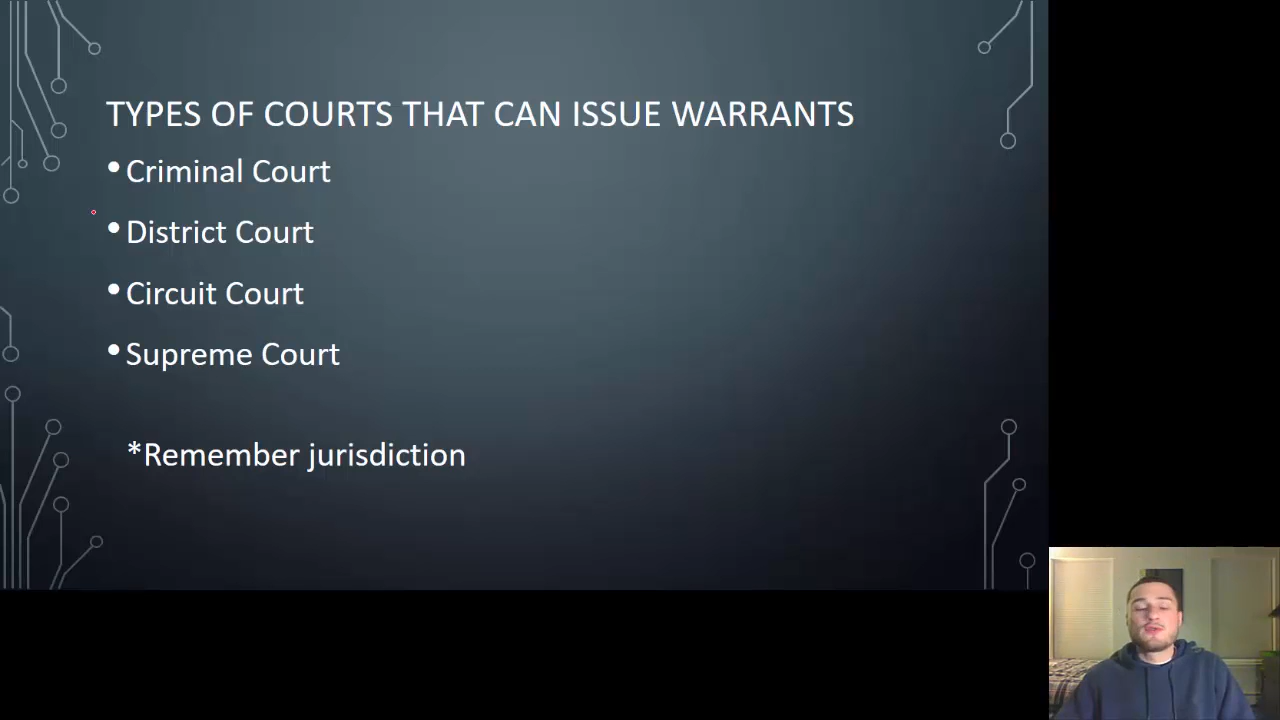 TYPES OF COURTS THAT CAN ISSUE WARRANTS
• Criminal Court
• District Court
• Circuit Court
• Supreme Court
*Remember jurisdiction